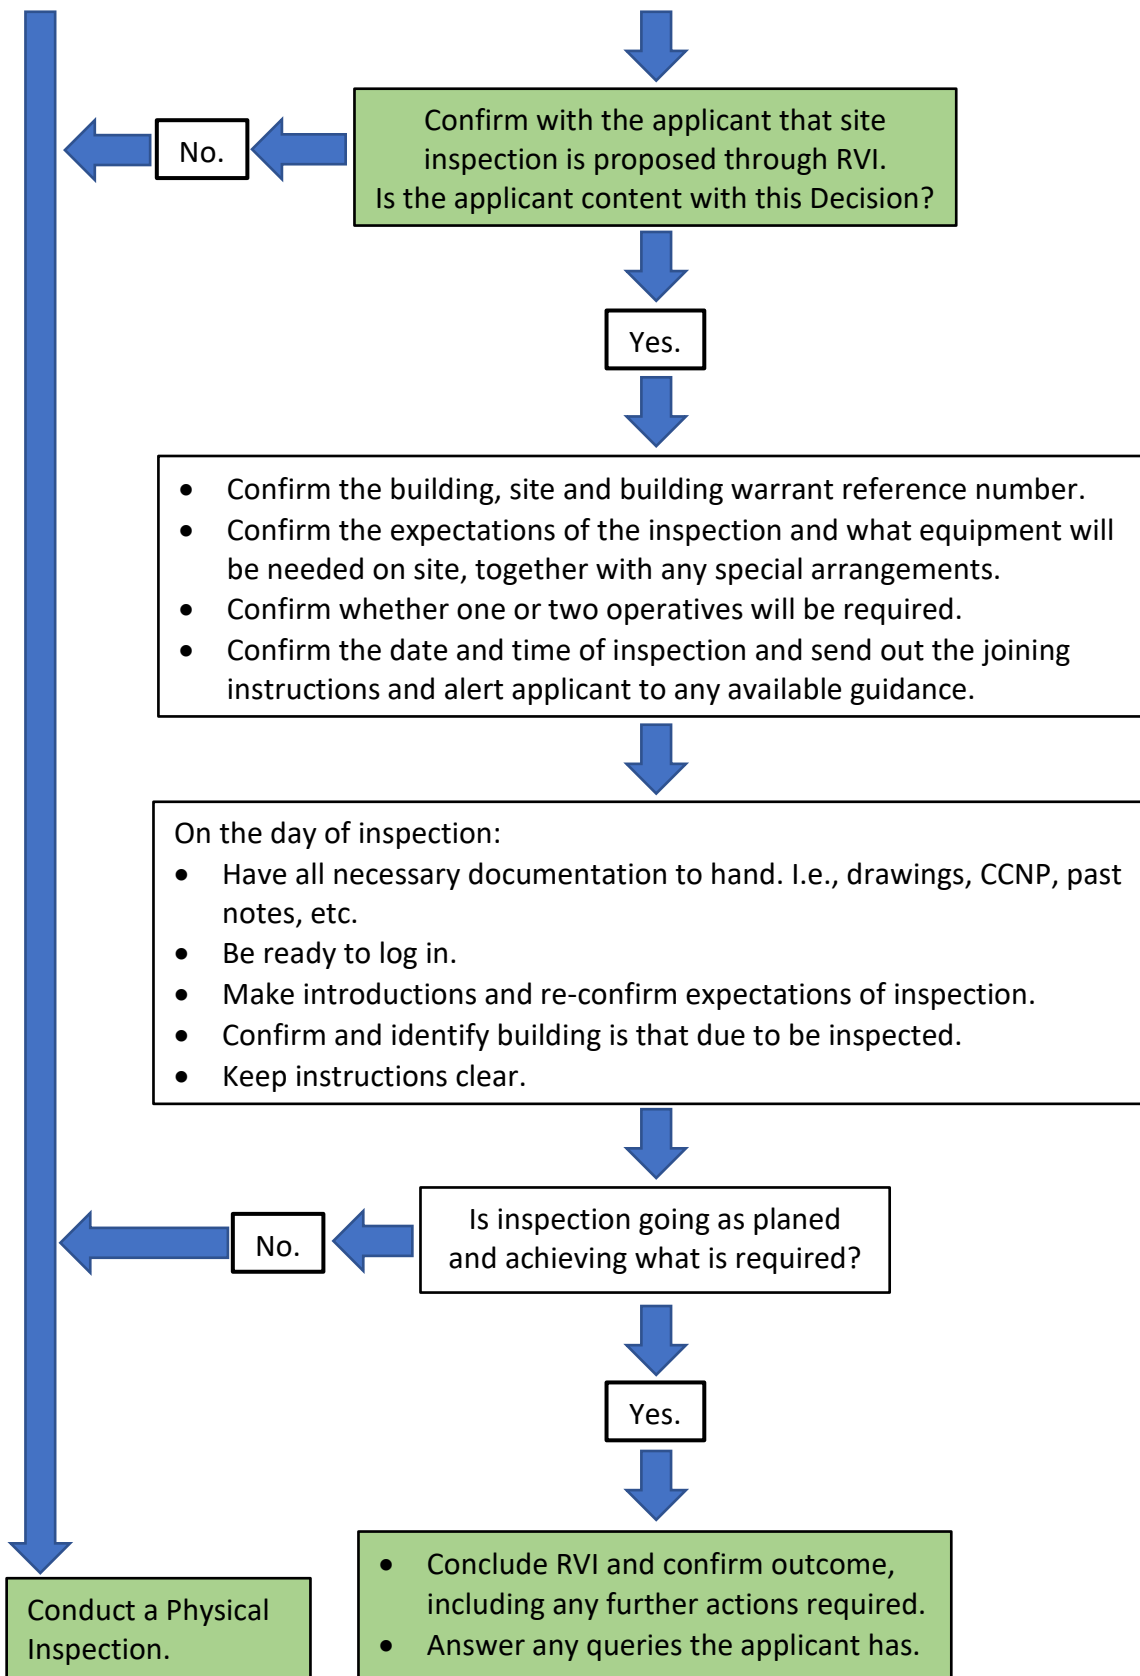 Confirm with the applicant that site
inspection is proposed through RVI.
Is the applicant content with this Decision?
No.
Yes.
• Confirm the building, site and building warrant reference number.
• Confirm the expectations of the inspection and what equipment will
be needed on site, together with any special arrangements.
• Confirm whether one or two operatives will be required.
• Confirm the date and time of inspection and send out the joining
instructions and alert applicant to any available guidance.
On the day of inspection:
• Have all necessary documentation to hand. I.e., drawings, CCNP, past
notes, etc.
• Be ready to log in.
• Make introductions and re-confirm expectations of inspection.
• Confirm and identify building is that due to be inspected.
• Keep instructions clear.
Is inspection going as planed
and achieving what is required?
No.
Yes.
• Conclude RVI and confirm outcome,
including any further actions required.
• Answer any queries the applicant has.
Conduct a Physical
Inspection.